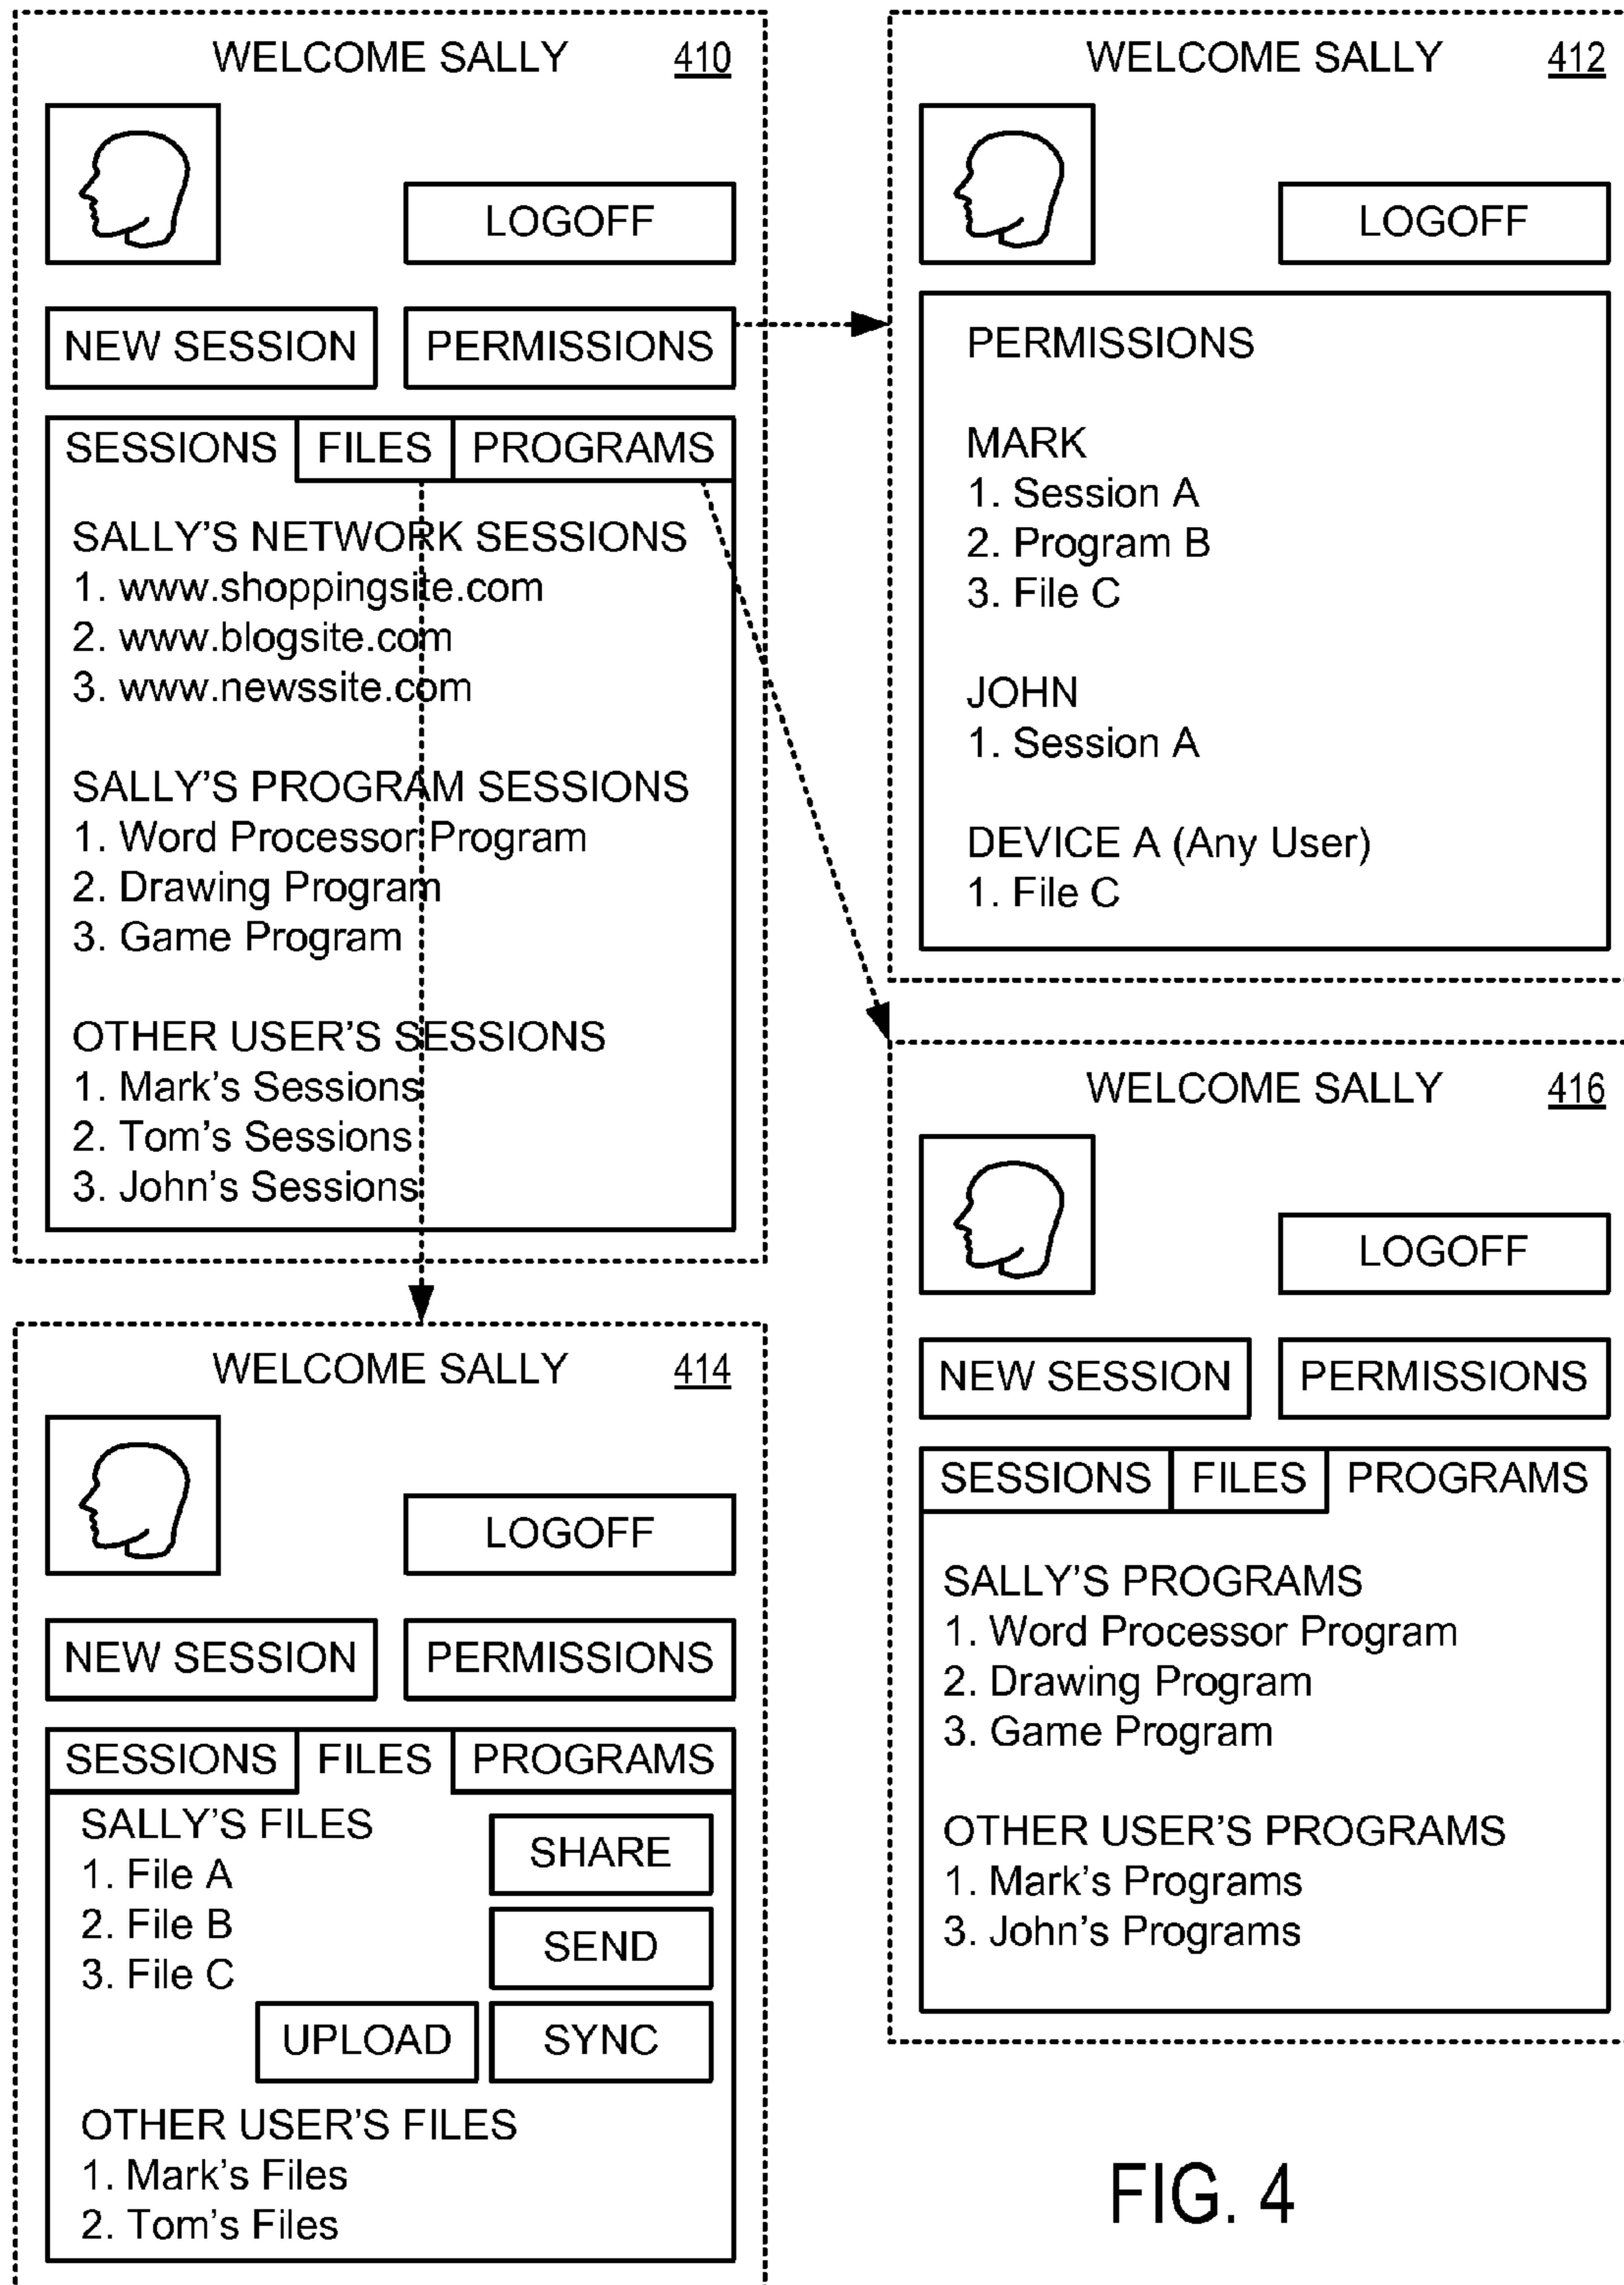 WELCOME SALLY 410
LOGOFF
NEW SESSION PERMISSIONS
SESSIONS FILES PROGRAMS
SALLY'S NETWORK SESSIONS
1. www.shoppingsite.com
2. www.blogsite.com
3. www.newssite.com
SALLY'S PROGRAM SESSIONS
1. Word Processor Program
2. Drawing Program
3. Game Program
OTHER USER'S SESSIONS
1. Mark's Sessions
2. Tom's Sessions
3. John's Sessions
WELCOME SALLY 412
LOGOFF
PERMISSIONS
MARK
1. Session A
2. Program B
3. File C
JOHN
1. Session A
DEVICE A (Any User)
1. File C
WELCOME SALLY 414
LOGOFF
NEW SESSION PERMISSIONS
SESSIONS FILES PROGRAMS
SALLY'S FILES
1. File A
2. File B
3. File C
SHARE
SEND
UPLOAD SYNC
OTHER USER'S FILES
1. Mark's Files
2. Tom's Files
WELCOME SALLY 416
LOGOFF
NEW SESSION PERMISSIONS
SESSIONS FILES PROGRAMS
SALLY'S PROGRAMS
1. Word Processor Program
2. Drawing Program
3. Game Program
OTHER USER'S PROGRAMS
1. Mark's Programs
3. John's Programs
FIG. 4